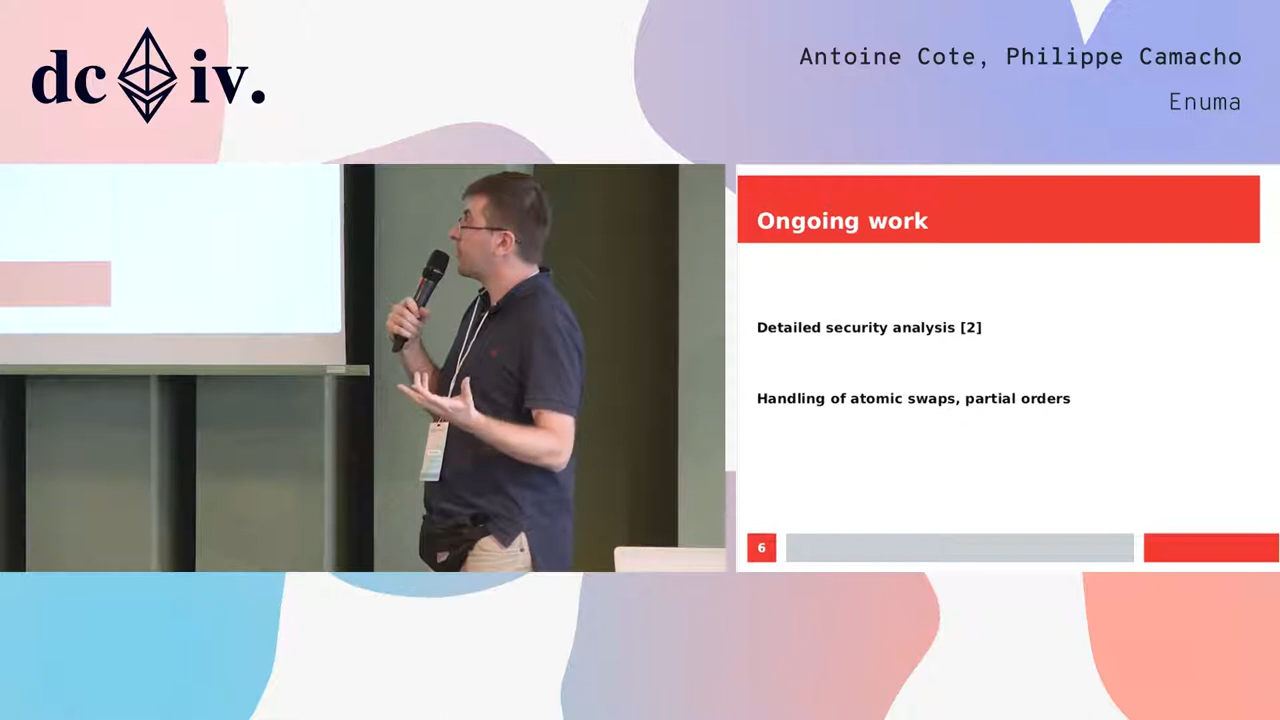 dc iv.
Antoine Cote, Philippe Camacho
Enuma
Ongoing work
Detailed security analysis [2]
Handling of atomic swaps, partial orders
6